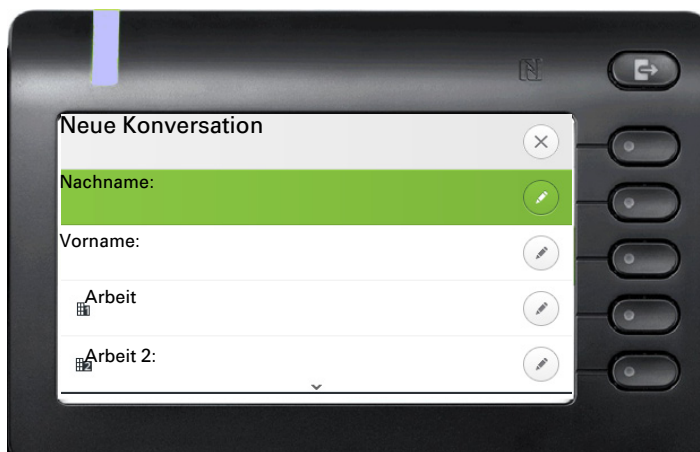 Neue Konversation
Nachname:
Vorname:
Arbeit
Arbeit 2: